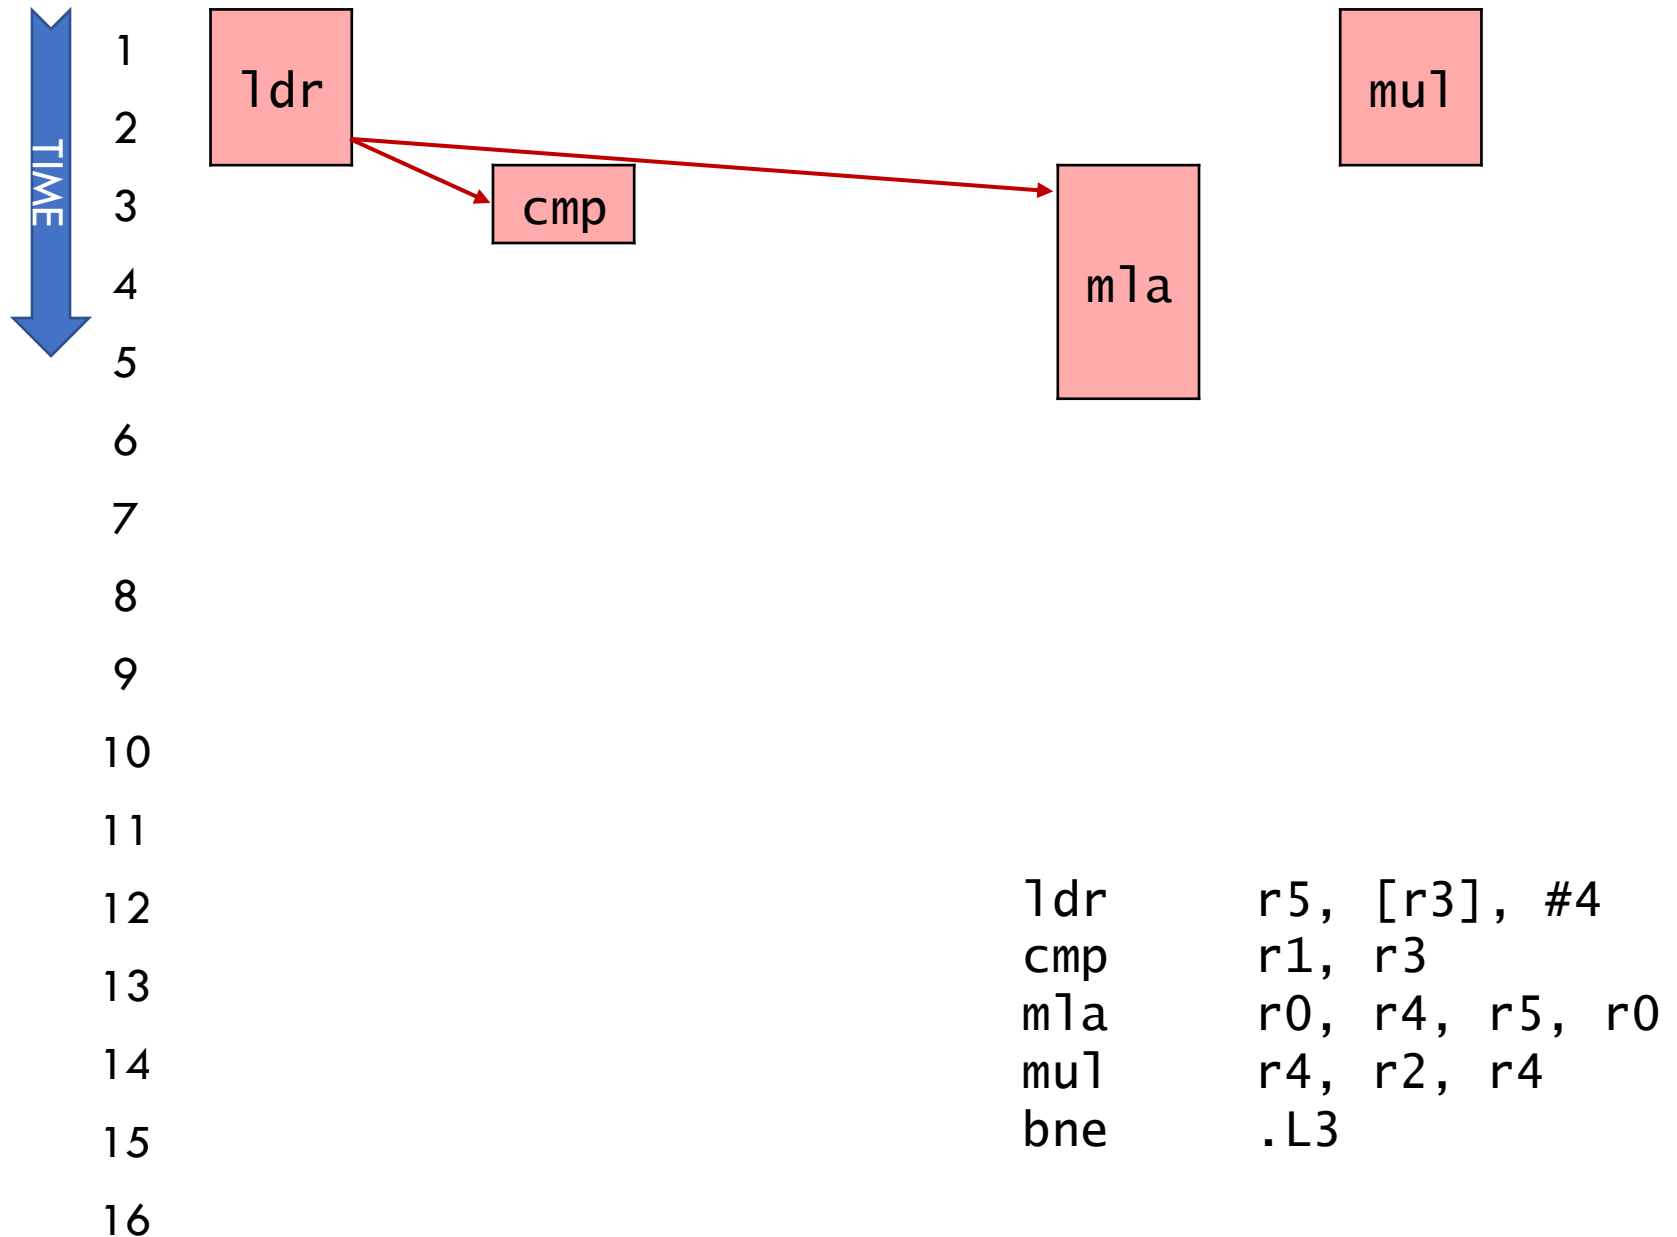 TIME
1
2
3
4
5
6
7
8
9
10
11
12
13
14
15
16
ldr
cmp
mla
mul
ldr r5, [r3], #4
cmp r1, r3
mla r0, r4, r5, r0
mul r4, r2, r4
bne .L3